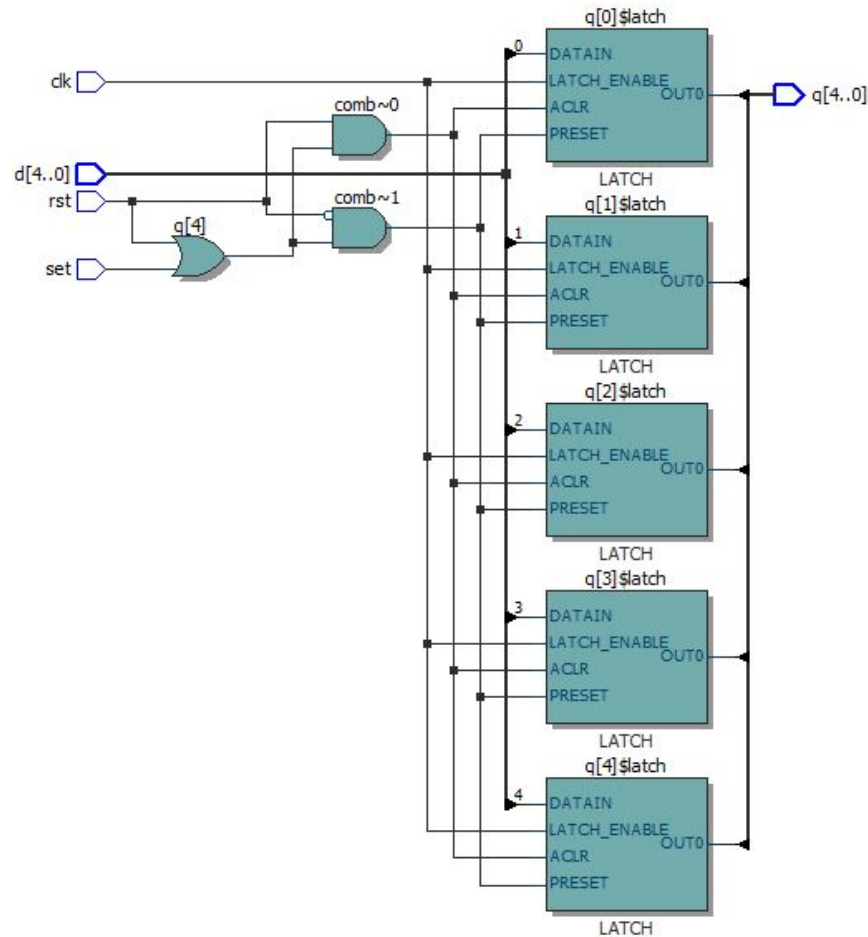 q[0]$latch
0
DATAIN
clk
LATCH_ENABLE
OUT0
q[4..0]
comb~0
ACLR
PRESET
d[4..0]
LATCH
rst
comb~1
q[1]$latch
q[4]
1
DATAIN
set
LATCH_ENABLE
OUT0
ACLR
PRESET
LATCH
q[2]$latch
2
DATAIN
LATCH_ENABLE
OUT0
ACLR
PRESET
LATCH
q[3]$latch
3
DATAIN
LATCH_ENABLE
OUT0
ACLR
PRESET
LATCH
q[4]$latch
4
DATAIN
LATCH_ENABLE
OUT0
ACLR
PRESET
LATCH